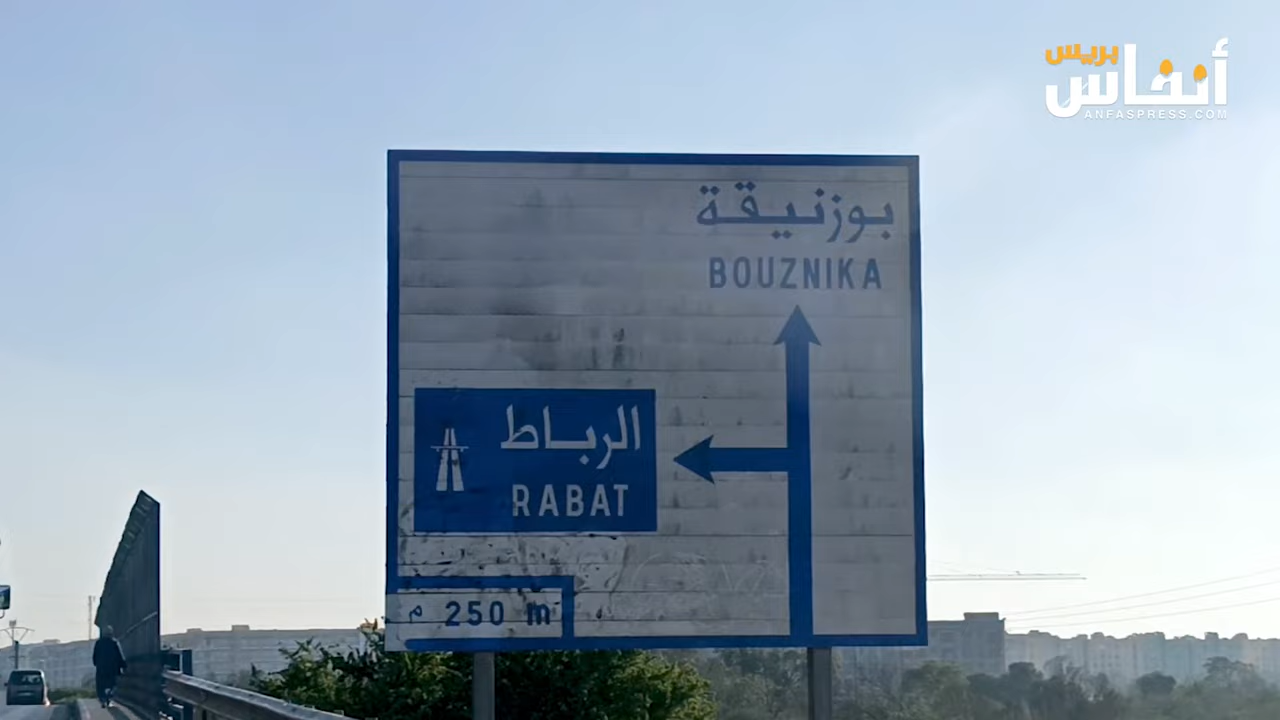 بريس
أنفاس
ANFASPRESS.COM
بوزنيقة
BOUZNIKA
الرباط
RABAT
م 250 m